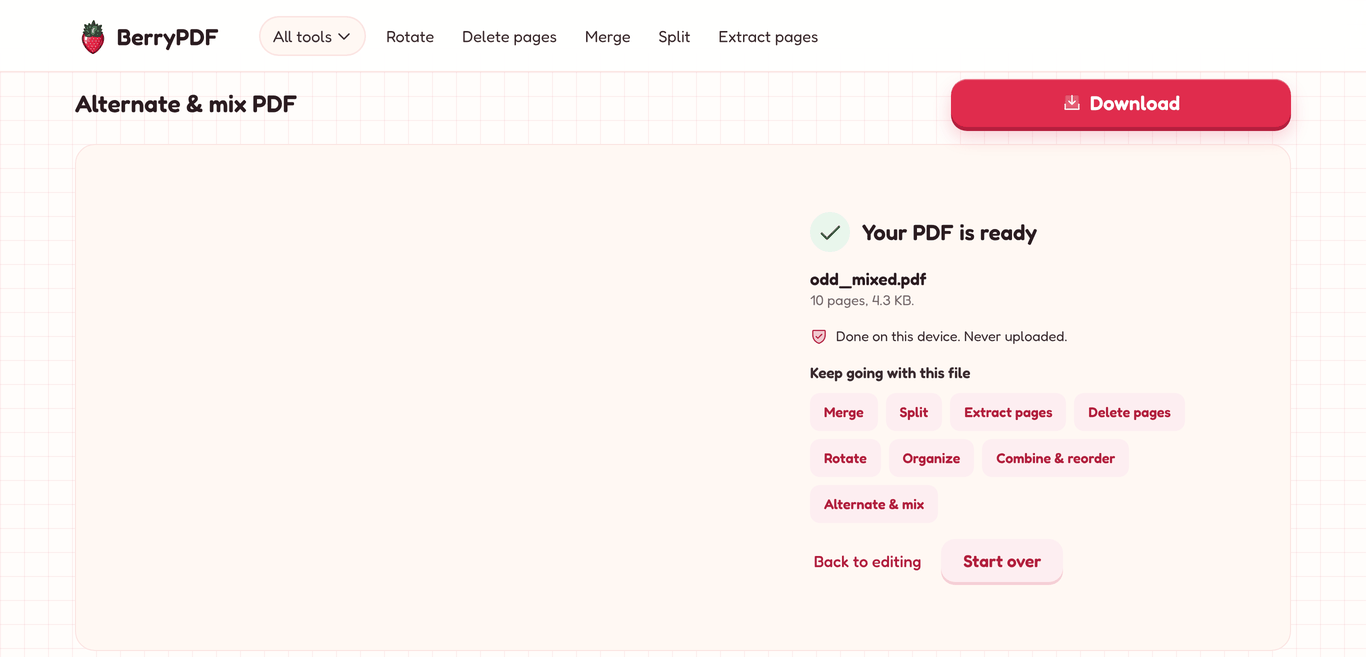 BerryPDF
All tools Rotate Delete pages Merge Split Extract pages
Alternate & mix PDF
Download
Your PDF is ready
odd_mixed.pdf
10 pages, 4.3 KB.
Done on this device. Never uploaded.
Keep going with this file
Merge Split Extract pages Delete pages
Rotate Organize Combine & reorder
Alternate & mix
Back to editing Start over